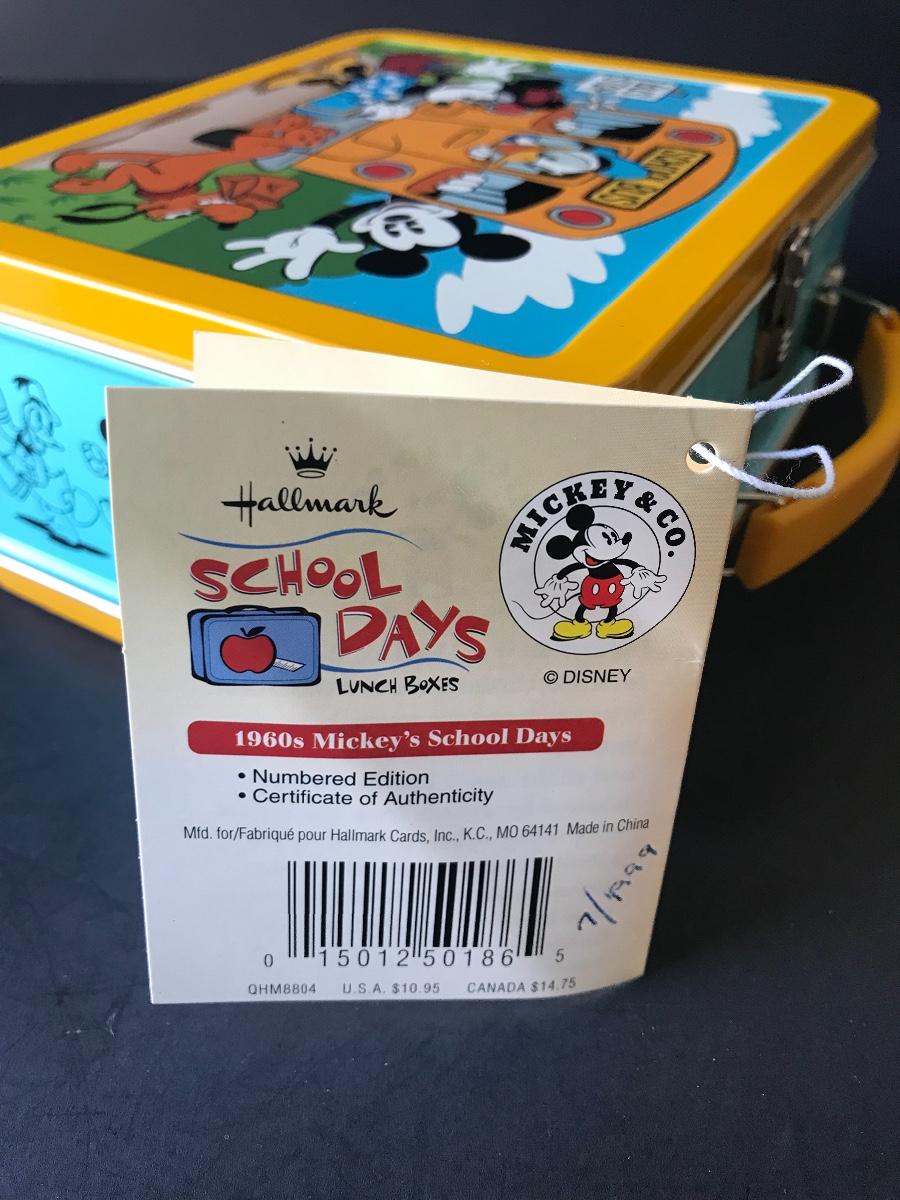 Hallmark
SCHOOL
DAYS
LUNCH BOXES
MICKEY & CO.
© DISNEY
1960s Mickey's School Days
• Numbered Edition
• Certificate of Authenticity
Mfd. for/Fabriqué pour Hallmark Cards, Inc., K.C., MO 64141 Made in China
7/1999
0 15012 50186 5
QHM8804 U.S.A. $10.95 CANADA $14.75